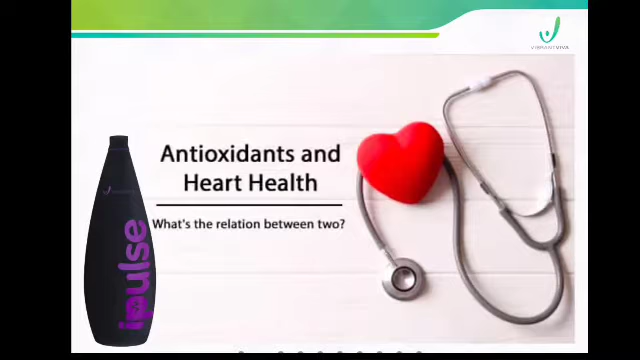 VIBRANTVIVA
Antioxidants and
Heart Health
What's the relation between two?
ipulse